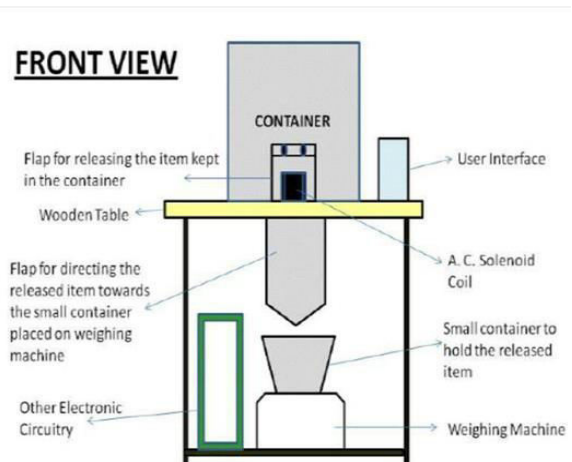 FRONT VIEW
CONTAINER
Flap for releasing the item kept
in the container
User Interface
Wooden Table
A. C. Solenoid
Coil
Flap for directing the
released item towards
the small container
placed on weighing
machine
Small container to
hold the released
item
Other Electronic
Circuitry
Weighing Machine